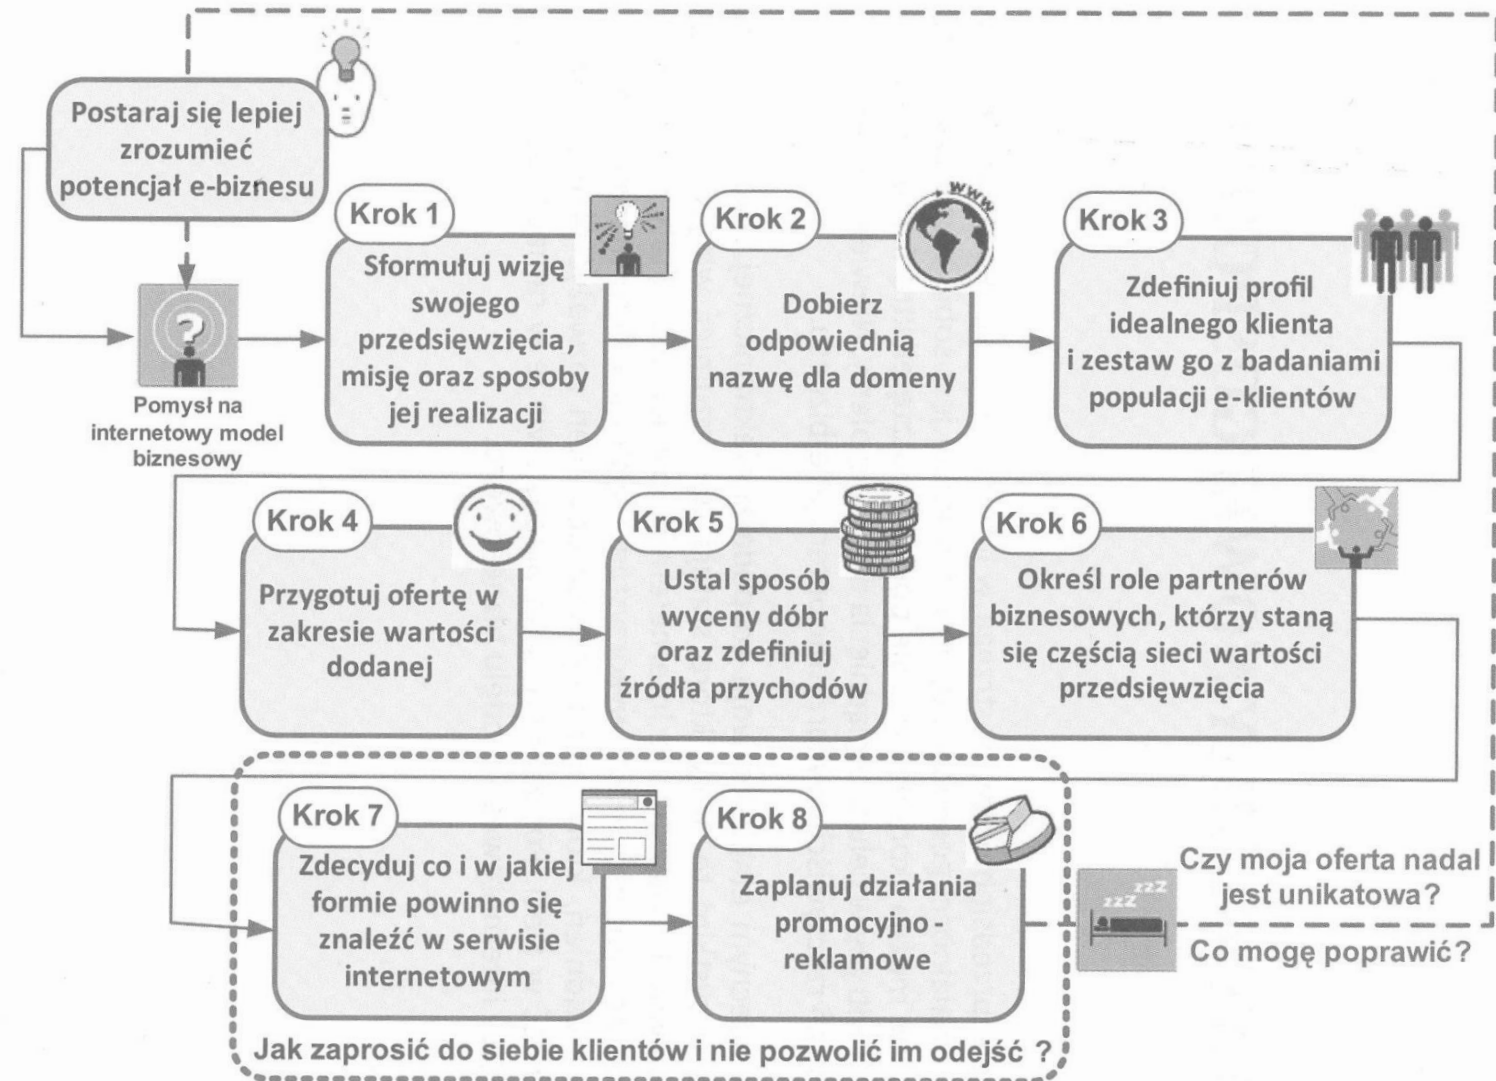 Postaraj się lepiej
zrozumieć
potencjał e-biznesu
Pomysł na
internetowy model
biznesowy
Krok 1
Sformułuj wizję
swojego
przedsięwzięcia,
misję oraz sposoby
jej realizacji
Krok 2
www
Dobierz
odpowiednią
nazwę dla domeny
Krok 3
Zdefiniuj profil
idealnego klienta
i zestaw go z badaniami
populacji e-klientów
Krok 4
Przygotuj ofertę w
zakresie wartości
dodanej
Krok 5
Ustal sposób
wyceny dóbr
oraz zdefiniuj
źródła przychodów
Krok 6
Określ role partnerów
biznesowych, którzy staną
się częścią sieci wartości
przedsięwzięcia
Krok 7
Zdecyduj co i w jakiej
formie powinno się
znaleźć w serwisie
internetowym
Krok 8
Zaplanuj działania
promocyjno -
reklamowe
zzZ
zzZ
Czy moja oferta nadal
jest unikatowa?
Co mogę poprawić?
Jak zaprosić do siebie klientów i nie pozwolić im odejść ?